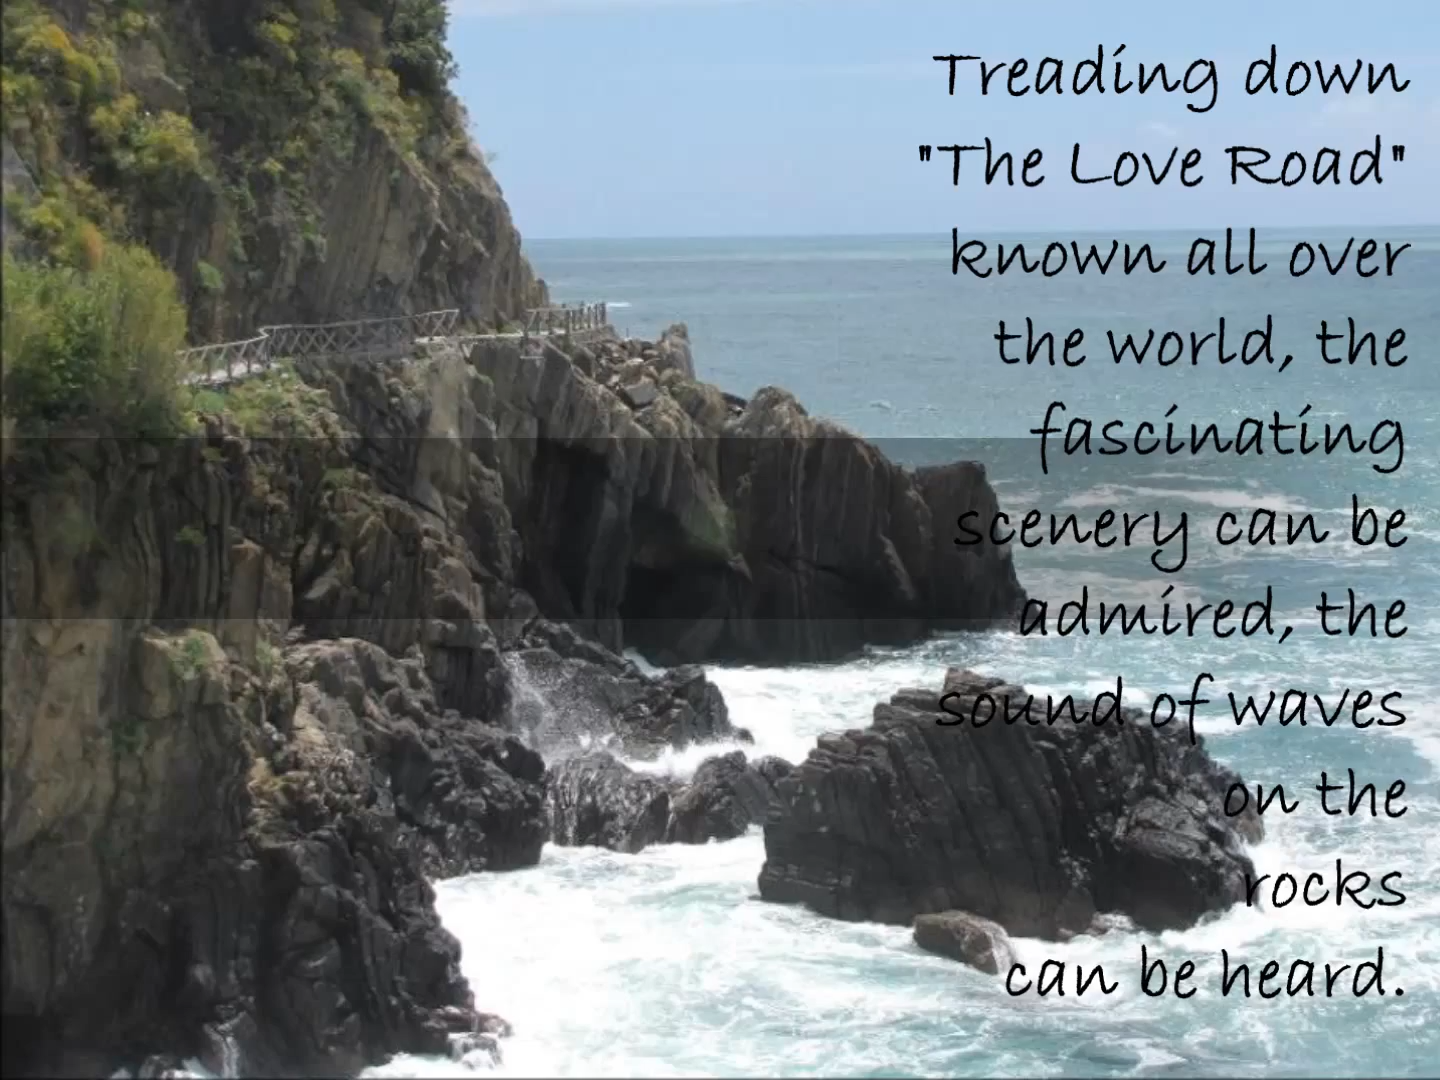 Treading down
"The Love Road"
known all over
the world, the
fascinating
scenery can be
admired, the
sound of waves
on the
rocks
can be heard.